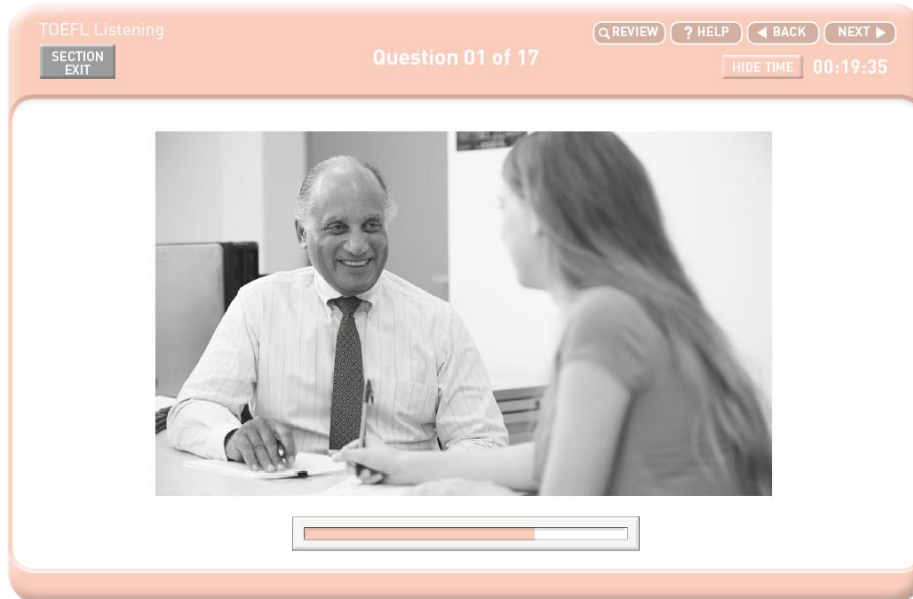 TOEFL Listening
SECTION
EXIT
Question 01 of 17
REVIEW
? HELP
BACK
NEXT
HIDE TIME
00:19:35